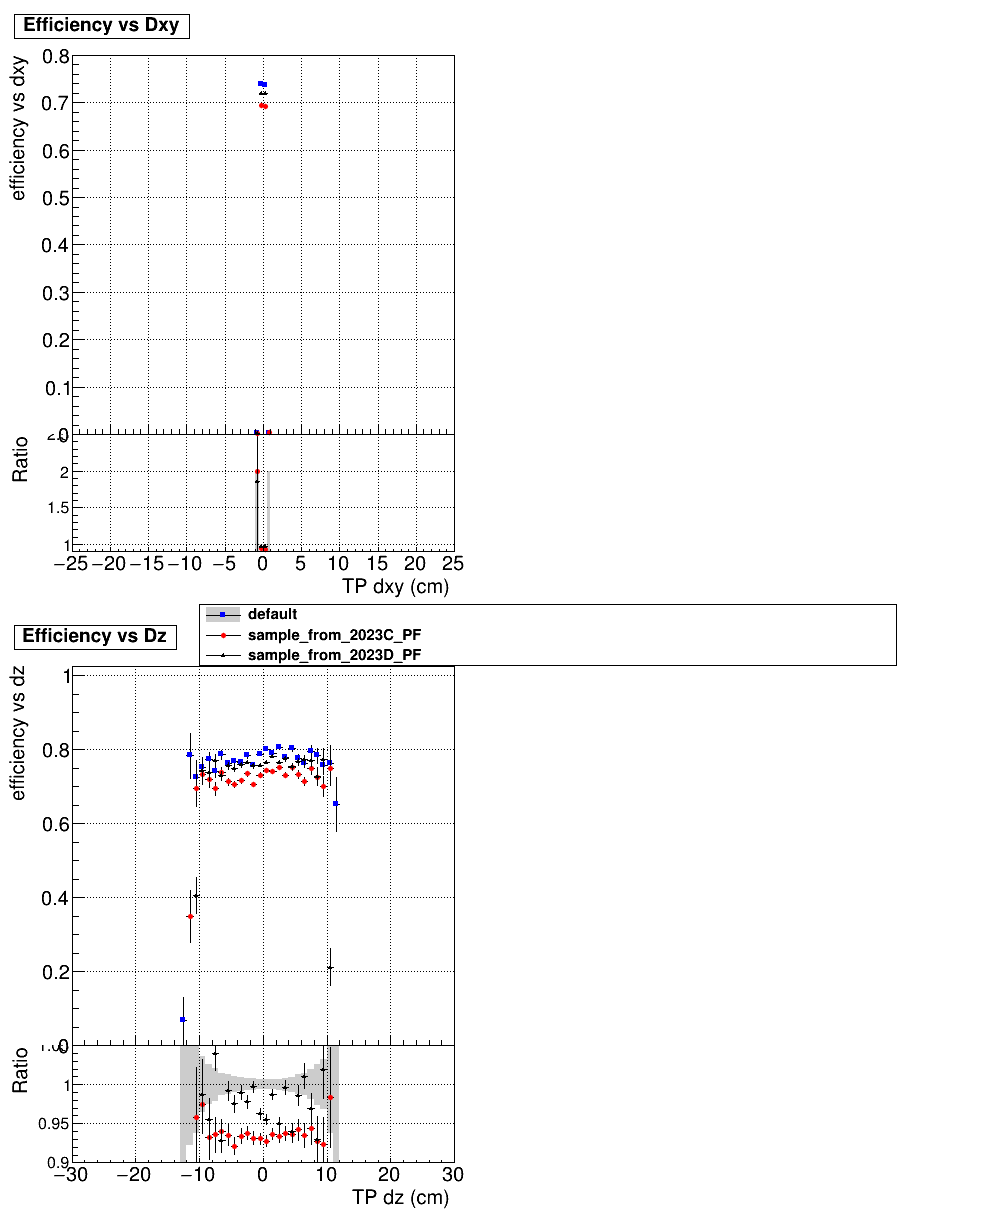 Efficiency vs Dxy
efficiency vs dxy
0.8
0.7
0.6
0.5
0.4
0.3
0.2
0.1
0
Ratio
2
1.5
1
−25 −20 −15 −10 −5 0 5 10 15 20 25
TP dxy (cm)
default
sample_from_2023C_PF
sample_from_2023D_PF
Efficiency vs Dz
efficiency vs dz
1
0.8
0.6
0.4
0.2
0
Ratio
1
0.95
0.9
−30 −20 −10 0 10 20 30
TP dz (cm)